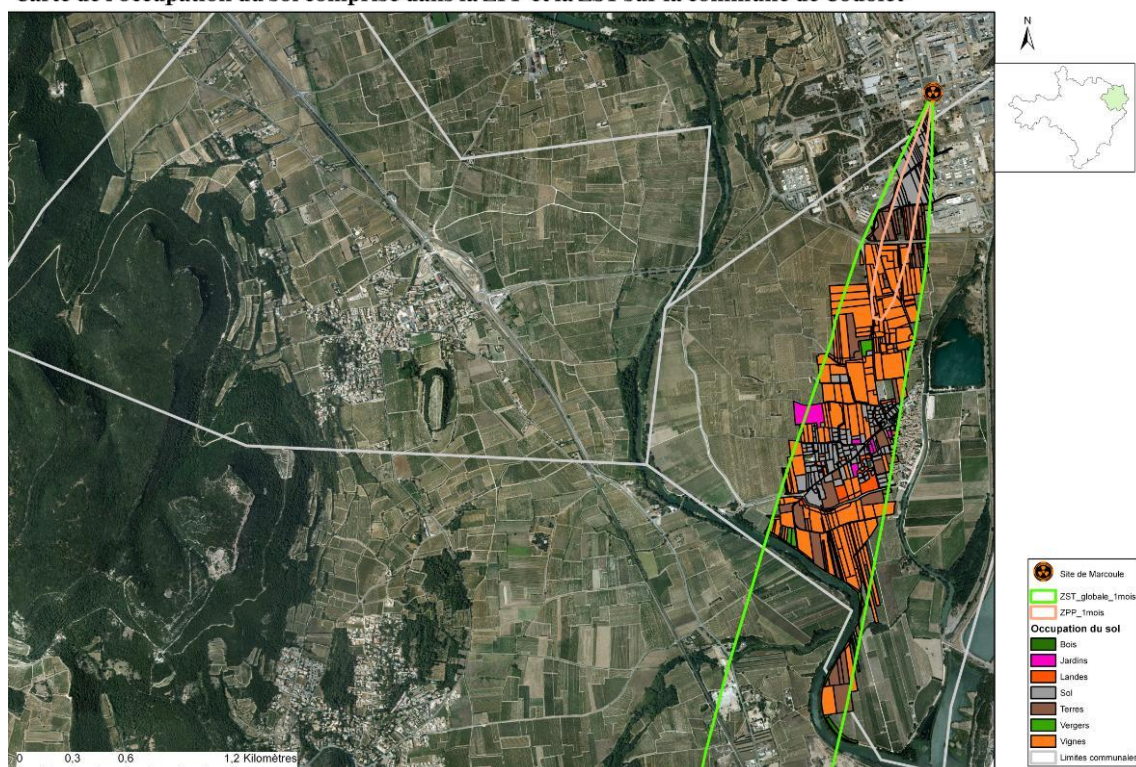 Carte de l'occupation du sol comprise dans la ZPP et la ZST sur la commune de Codolet
N
Site de Marcoule
ZST_globale_1mois
ZPP_1mois
Occupation du sol
Bois
Jardins
Landes
Sol
Terres
Vergers
Vignes
Limites communales
0 0,3 0,6 1,2 Kilomètres